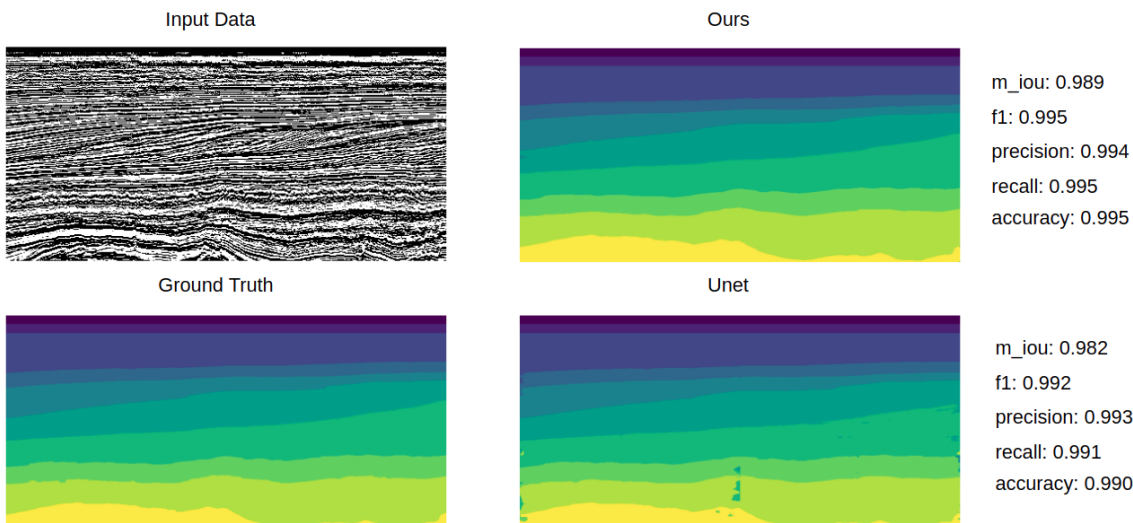 Input Data
Ours
m_iou: 0.989
f1: 0.995
precision: 0.994
recall: 0.995
accuracy: 0.995
Ground Truth
Unet
m_iou: 0.982
f1: 0.992
precision: 0.993
recall: 0.991
accuracy: 0.990